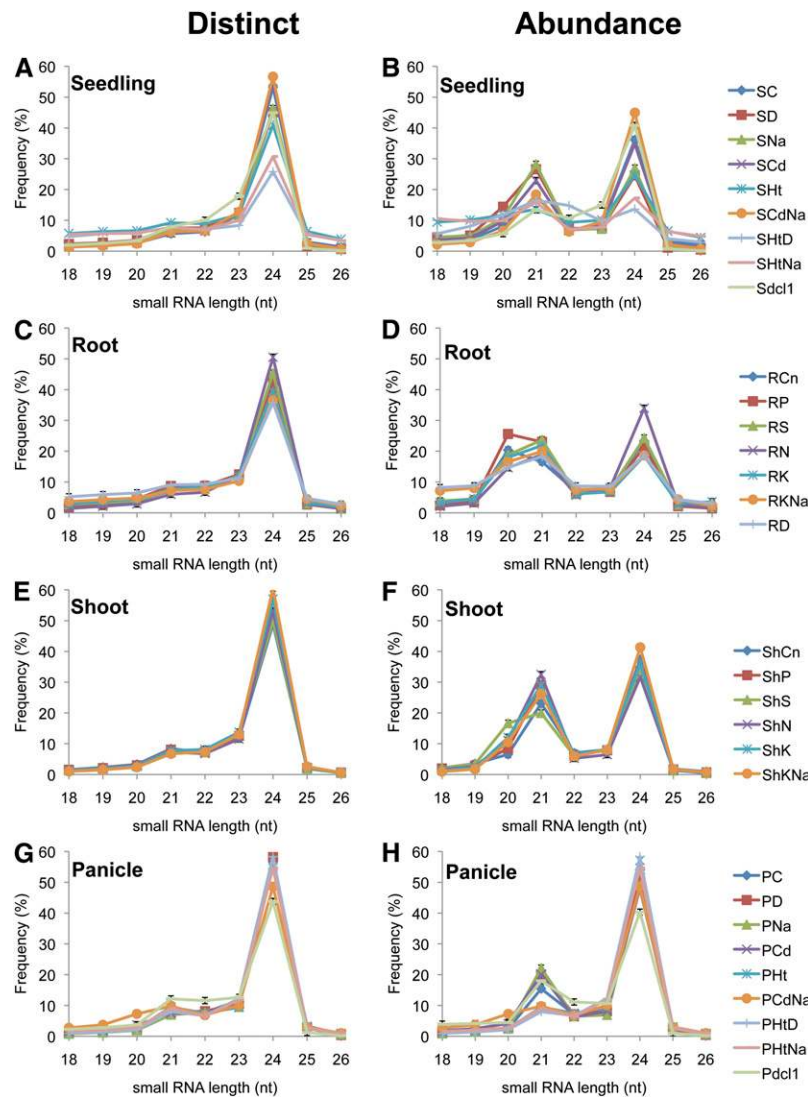 Distinct
Abundance
A
Seedling
Frequency (%)
60
50
40
30
20
10
0
18 19 20 21 22 23 24 25 26
small RNA length (nt)
B
Seedling
Frequency (%)
60
50
40
30
20
10
0
18 19 20 21 22 23 24 25 26
small RNA length (nt)
SC
SD
SNa
SCd
SHt
SCdNa
SHtD
SHtNa
Sdcl1
C
Root
Frequency (%)
60
50
40
30
20
10
0
18 19 20 21 22 23 24 25 26
small RNA length (nt)
D
Root
Frequency (%)
60
50
40
30
20
10
0
18 19 20 21 22 23 24 25 26
small RNA length (nt)
RCn
RP
RS
RN
RK
RKNa
RD
E
Shoot
Frequency (%)
60
50
40
30
20
10
0
18 19 20 21 22 23 24 25 26
small RNA length (nt)
F
Shoot
Frequency (%)
60
50
40
30
20
10
0
18 19 20 21 22 23 24 25 26
small RNA length (nt)
ShCn
ShP
ShS
ShN
ShK
ShKNa
G
Panicle
Frequency (%)
60
50
40
30
20
10
0
18 19 20 21 22 23 24 25 26
small RNA length (nt)
H
Panicle
Frequency (%)
60
50
40
30
20
10
0
18 19 20 21 22 23 24 25 26
small RNA length (nt)
PC
PD
PNa
PCd
PHt
PCdNa
PHtD
PHtNa
Pdcl1